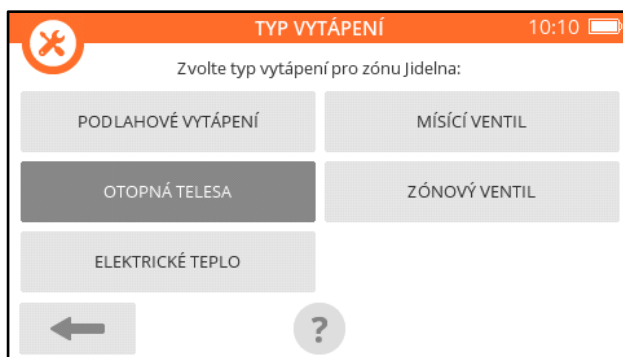 TYP VYTÁPENÍ 10:10
Zvolte typ vytápení pro zónu Jidelna:
PODLAHOVÉ VYTÁPENÍ MÍSÍCÍ VENTIL
OTOPNÁ TELESA ZÓNOVÝ VENTIL
ELEKTRICKÉ TEPLO
?